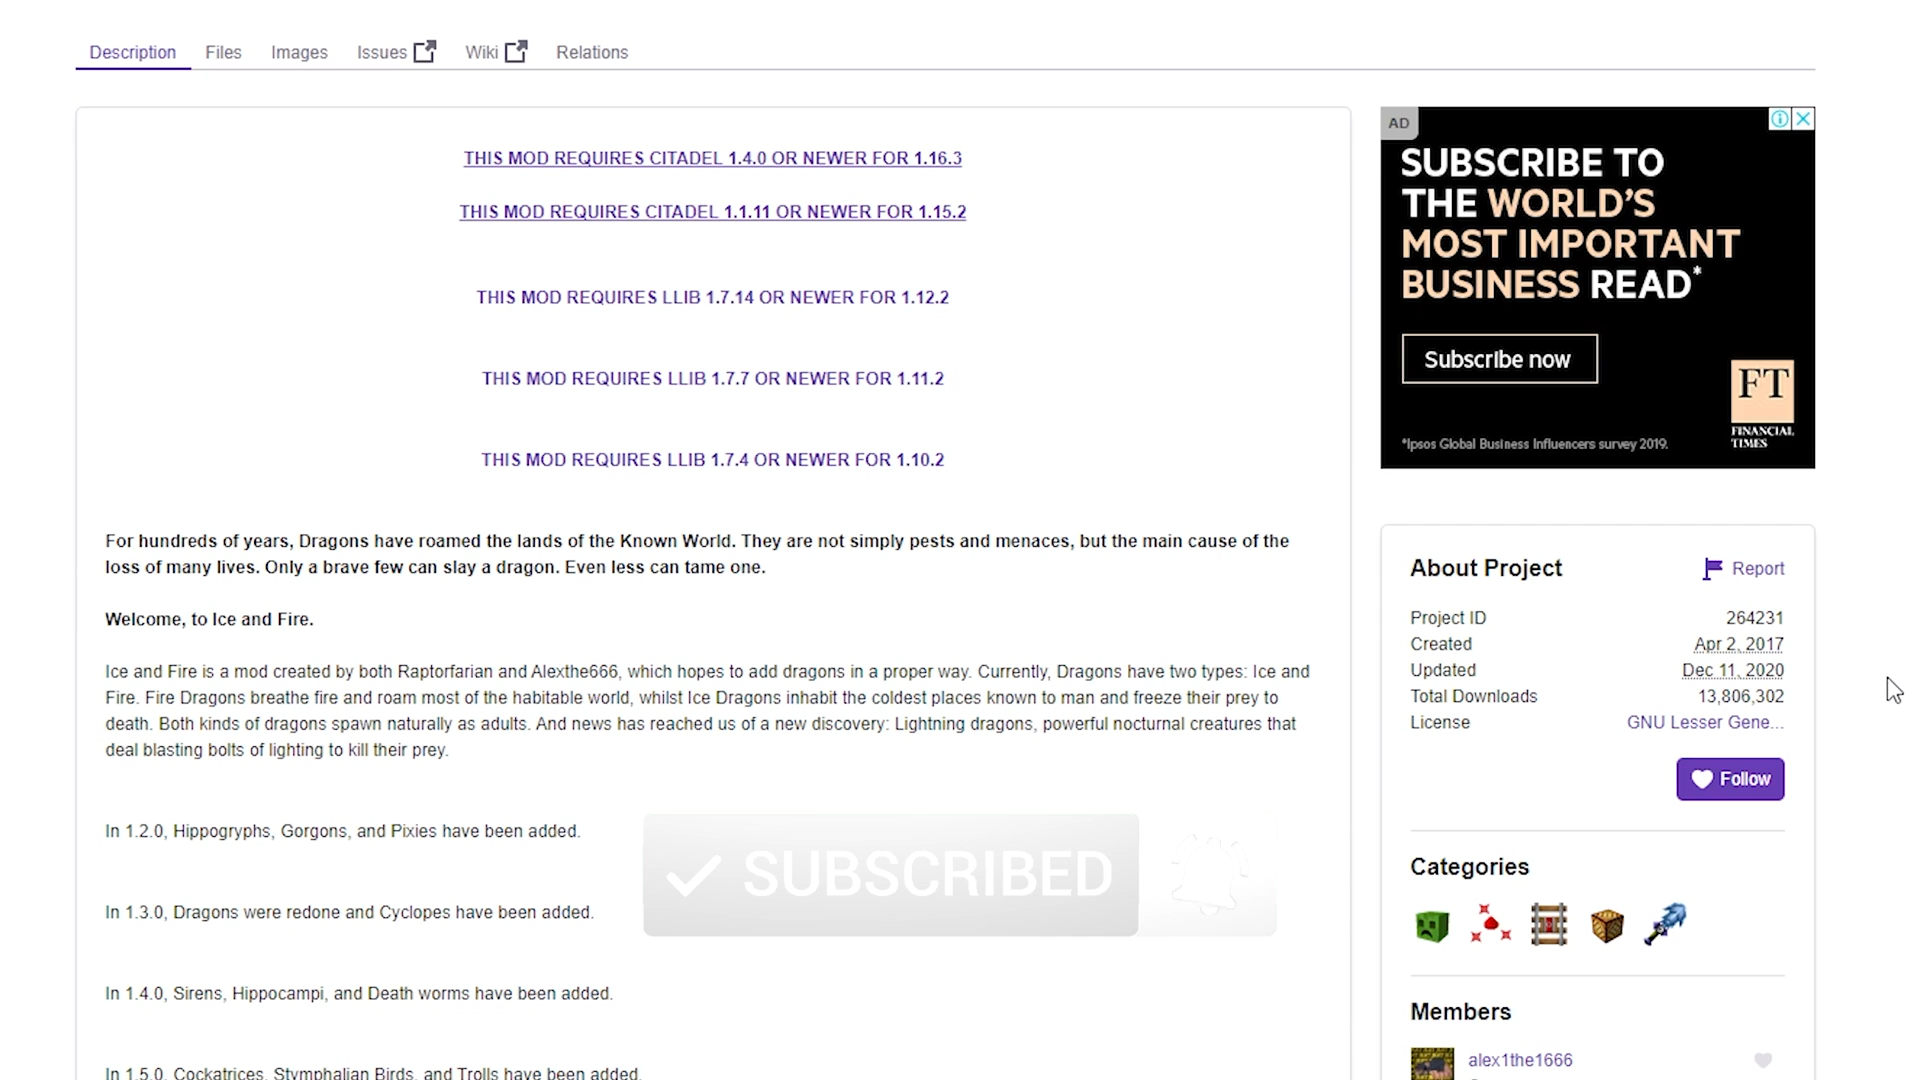 Description Files Images Issues Wiki Relations
THIS MOD REQUIRES CITADEL 1.4.0 OR NEWER FOR 1.16.3
THIS MOD REQUIRES CITADEL 1.1.11 OR NEWER FOR 1.15.2
THIS MOD REQUIRES LLIB 1.7.14 OR NEWER FOR 1.12.2
THIS MOD REQUIRES LLIB 1.7.7 OR NEWER FOR 1.11.2
THIS MOD REQUIRES LLIB 1.7.4 OR NEWER FOR 1.10.2
For hundreds of years, Dragons have roamed the lands of the Known World. They are not simply pests and menaces, but the main cause of the
loss of many lives. Only a brave few can slay a dragon. Even less can tame one.
Welcome, to Ice and Fire.
Ice and Fire is a mod created by both Raptorfarian and Alexthe666, which hopes to add dragons in a proper way. Currently, Dragons have two types: Ice and
Fire. Fire Dragons breathe fire and roam most of the habitable world, whilst Ice Dragons inhabit the coldest places known to man and freeze their prey to
death. Both kinds of dragons spawn naturally as adults. And news has reached us of a new discovery: Lightning dragons, powerful nocturnal creatures that
deal blasting bolts of lighting to kill their prey.
In 1.2.0, Hippogryphs, Gorgons, and Pixies have been added.
In 1.3.0, Dragons were redone and Cyclopes have been added.
In 1.4.0, Sirens, Hippocampi, and Death worms have been added.
In 1.5.0, Cockatrices, Stymphalian Birds, and Trolls have been added.
SUBSCRIBED
AD
SUBSCRIBE TO
THE WORLD'S
MOST IMPORTANT
BUSINESS READ*
Subscribe now
FT
FINANCIAL
TIMES
*Ipsos Global Business Influencers survey 2019.
About Project Report
Project ID 264231
Created Apr 2, 2017
Updated Dec 11, 2020
Total Downloads 13,806,302
License GNU Lesser Gene...
Follow
Categories
Members
alex1the1666